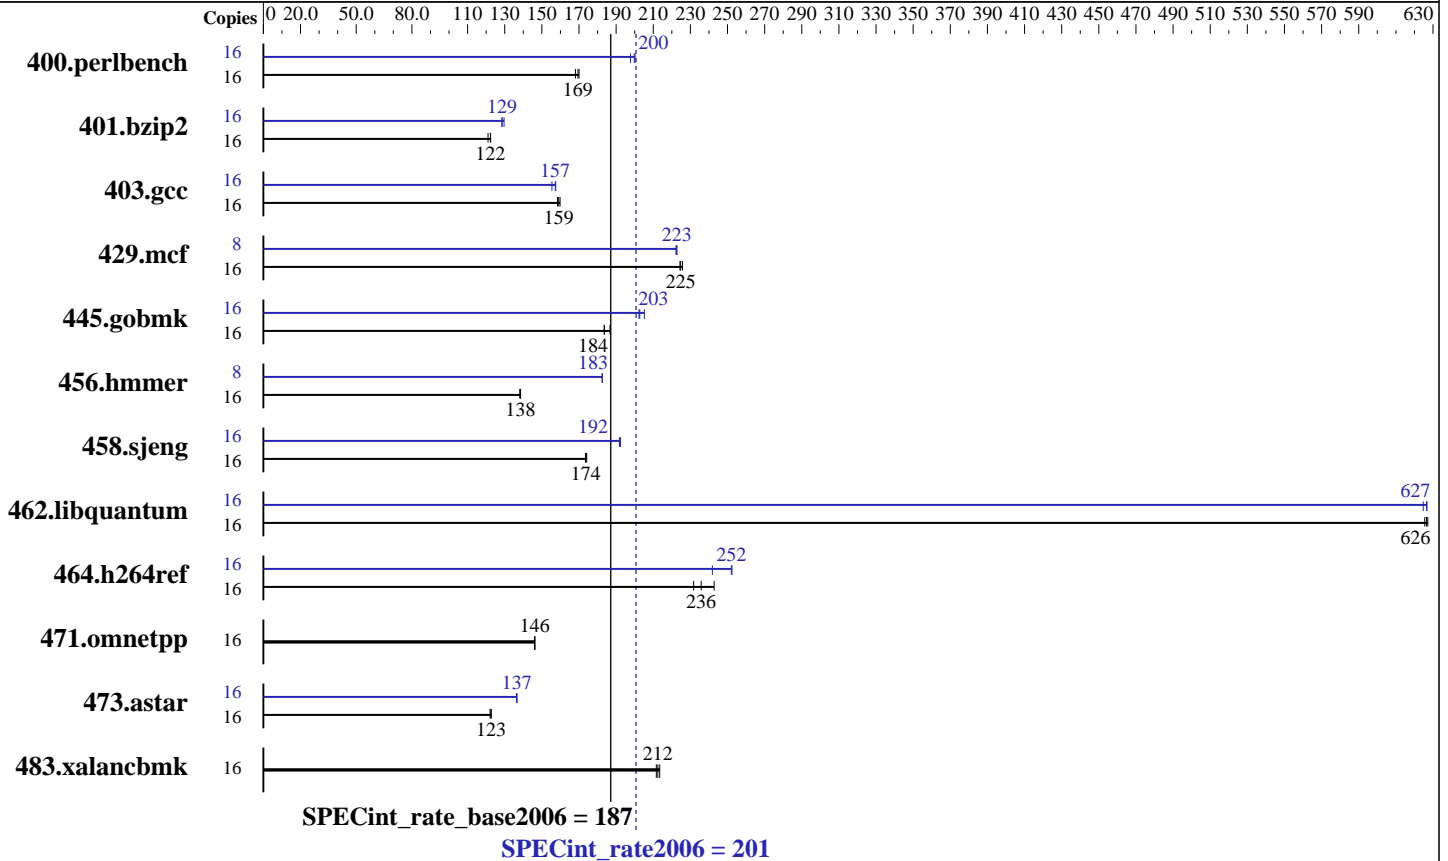 Copies 0 20.0 50.0 80.0 110 130 150 170 190 210 230 250 270 290 310 330 350 370 390 410 430 450 470 490 510 530 550 570 590 630
400.perlbench 16 200
16 169
401.bzip2 16 129
16 122
403.gcc 16 157
16 159
429.mcf 8 223
16 225
445.gobmk 16 203
16 184
456.hmmer 8 183
16 138
458.sjeng 16 192
16 174
462.libquantum 16 627
16 626
464.h264ref 16 252
16 236
471.omnetpp 16 146
473.astar 16 137
16 123
483.xalancbmk 16 212
SPECint_rate_base2006 = 187
SPECint_rate2006 = 201